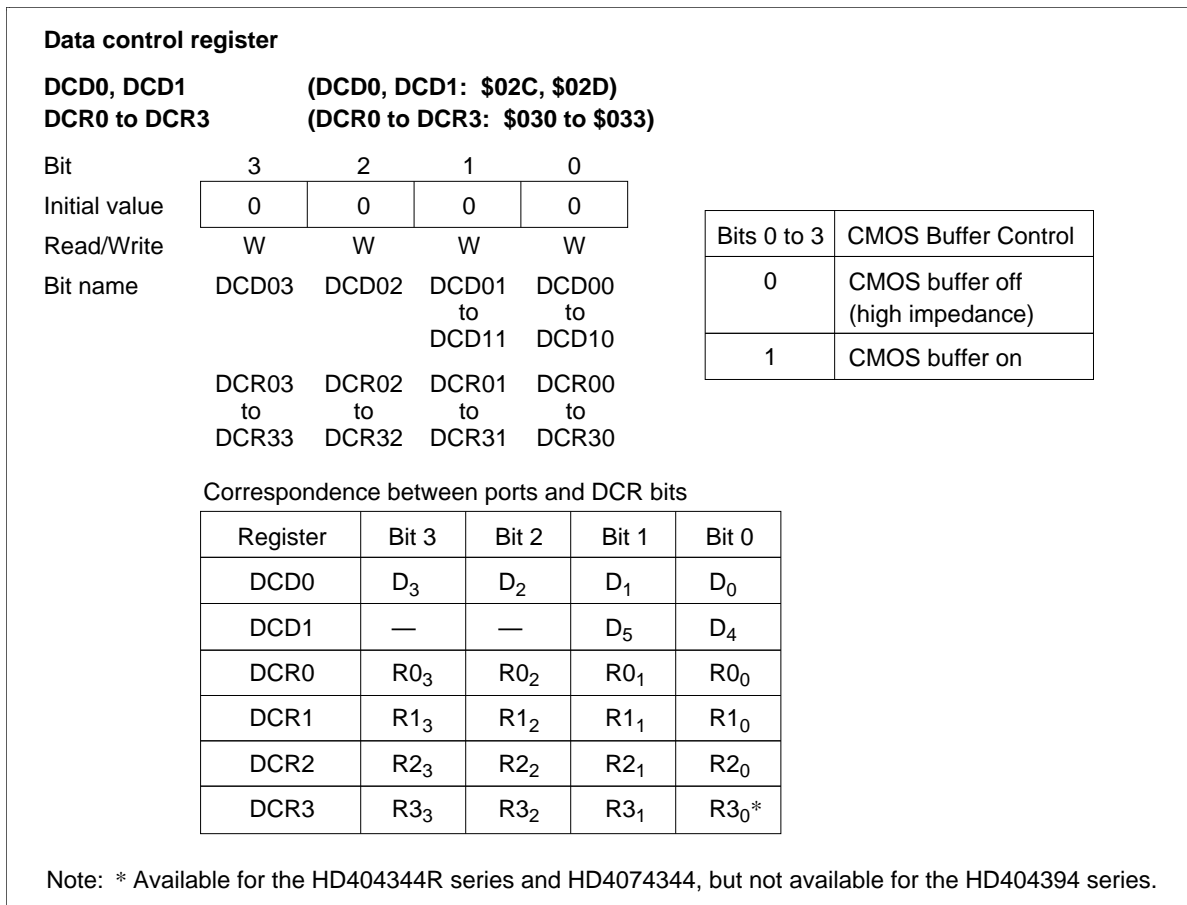 Data control register
DCD0, DCD1 (DCD0, DCD1: $02C, $02D)
DCR0 to DCR3 (DCR0 to DCR3: $030 to $033)
Bit 3 2 1 0
Initial value 0 0 0 0
Read/Write W W W W
Bit name DCD03 DCD02 DCD01 DCD00
to to
DCD11 DCD10
DCR03 DCR02 DCR01 DCR00
to to to to
DCR33 DCR32 DCR31 DCR30
Bits 0 to 3 CMOS Buffer Control
0 CMOS buffer off
(high impedance)
1 CMOS buffer on
Correspondence between ports and DCR bits
Register Bit 3 Bit 2 Bit 1 Bit 0
DCD0 D₃ D₂ D₁ D₀
DCD1 — — D₅ D₄
DCR0 R0₃ R0₂ R0₁ R0₀
DCR1 R1₃ R1₂ R1₁ R1₀
DCR2 R2₃ R2₂ R2₁ R2₀
DCR3 R3₃ R3₂ R3₁ R3₀*
Note: * Available for the HD404344R series and HD4074344, but not available for the HD404394 series.